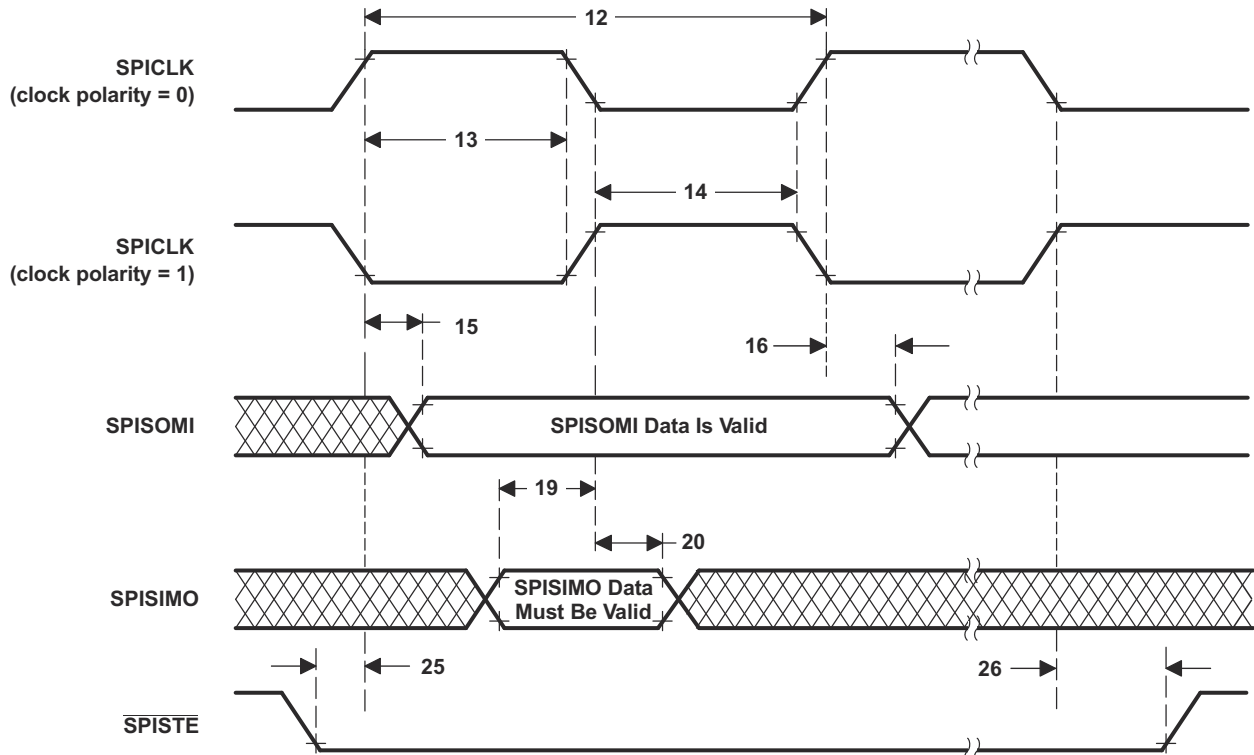 12
SPICLK
(clock polarity = 0)
13
14
SPICLK
(clock polarity = 1)
15
16
SPISOMI
SPISOMI Data Is Valid
19
20
SPISIMO
SPISIMO Data
Must Be Valid
25
26
SPISTE